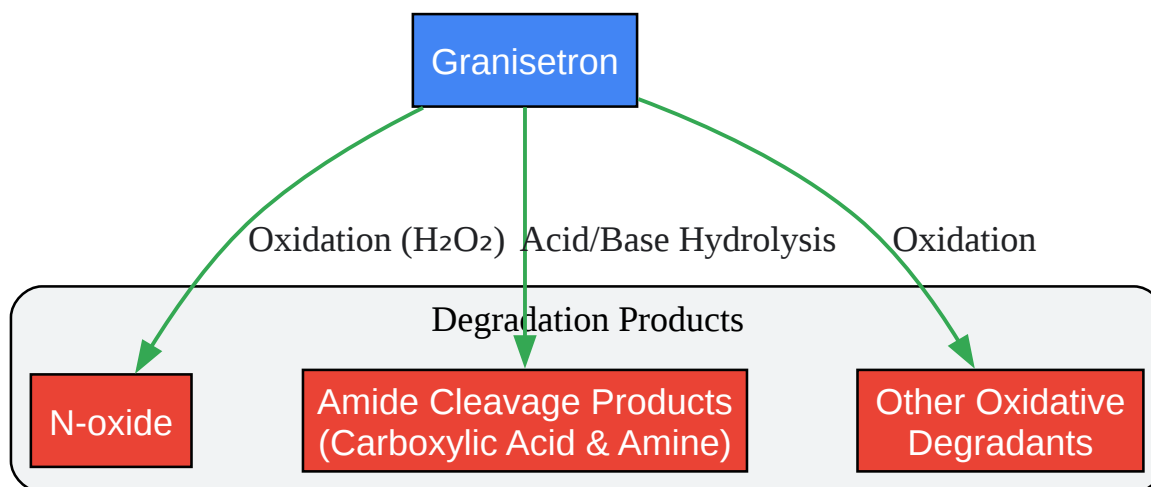 Granisetron
Oxidation (H₂O₂) Acid/Base Hydrolysis Oxidation
Degradation Products
N-oxide
Amide Cleavage Products
(Carboxylic Acid & Amine)
Other Oxidative
Degradants